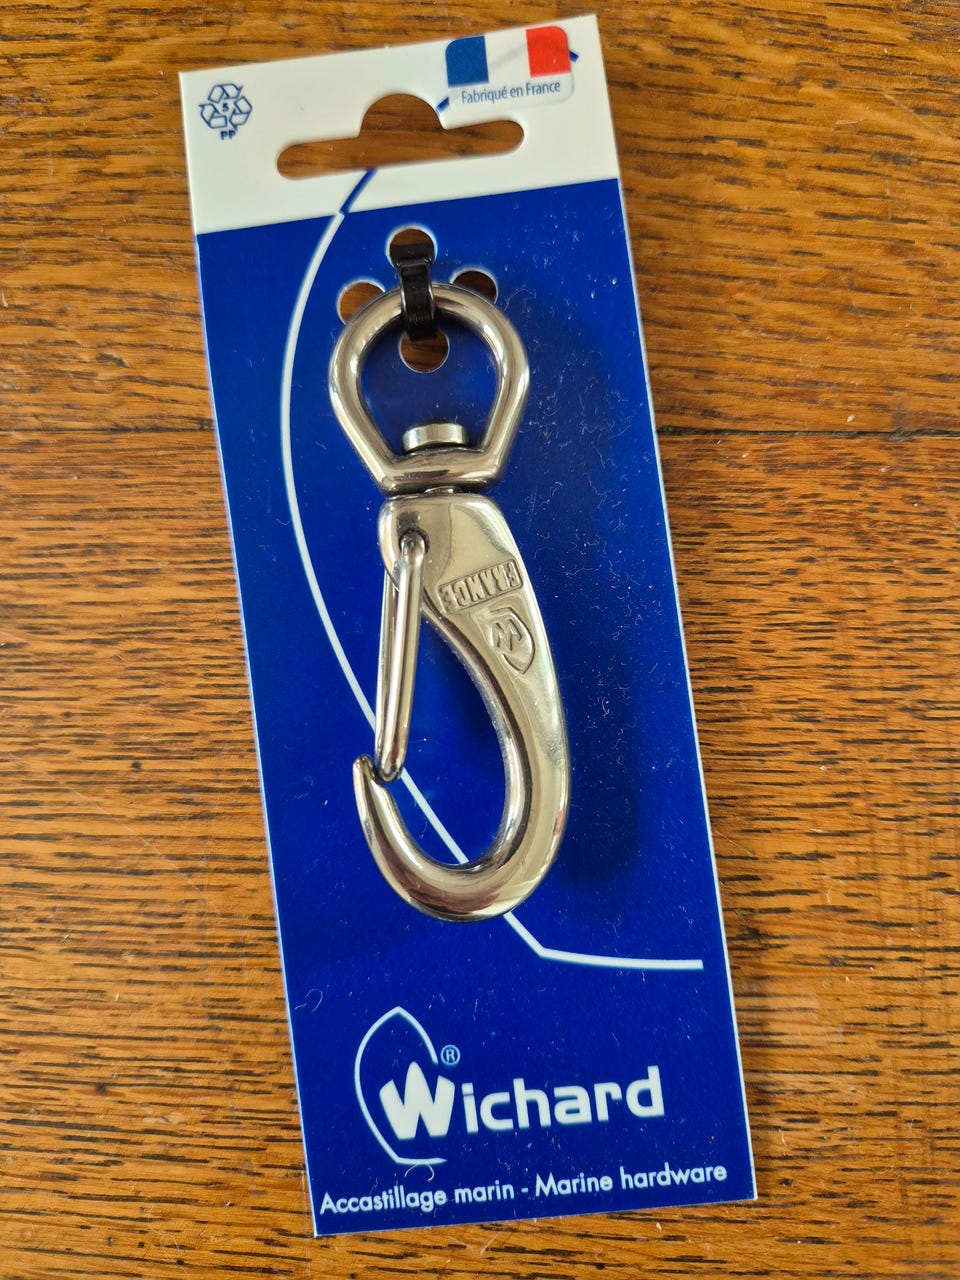 5
PP
Fabriqué en France
FRANCE
W
Wichard®
Accastillage marin - Marine hardware